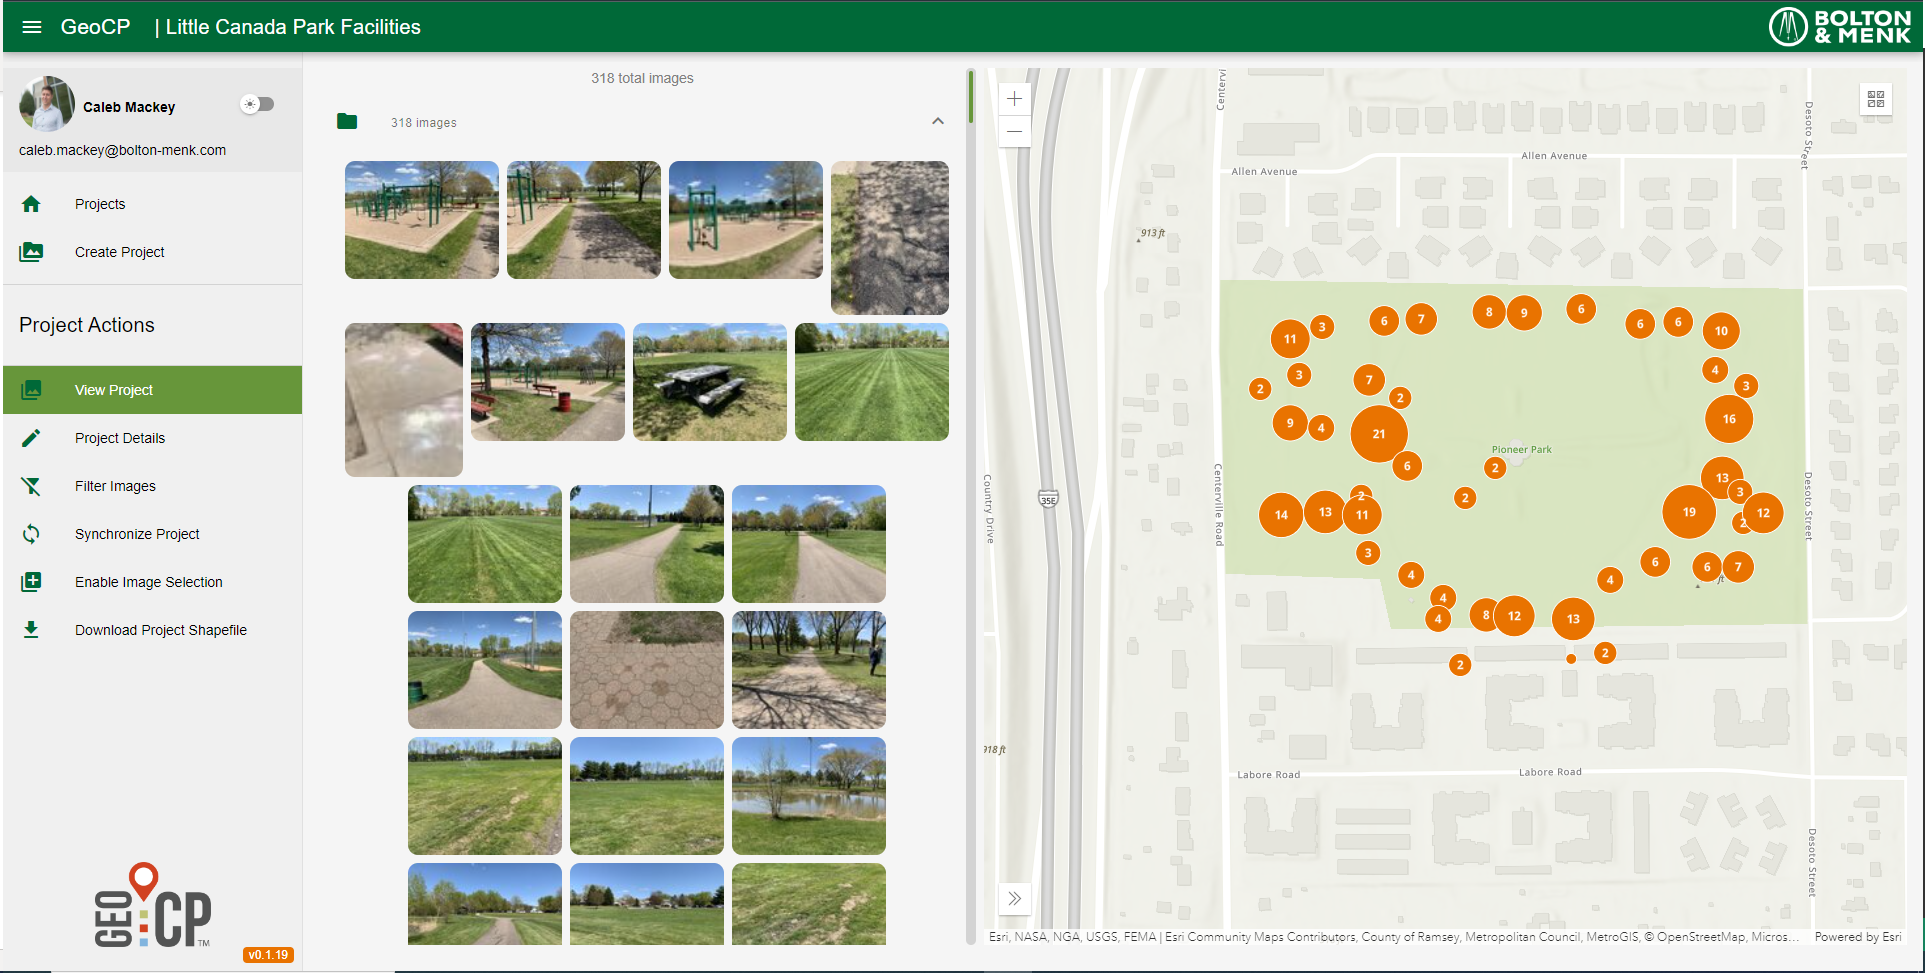 GeoCP
| Little Canada Park Facilities
BOLTON
& MENK
Caleb Mackey
caleb.mackey@bolton-menk.com
Projects
Create Project
Project Actions
View Project
Project Details
Filter Images
Synchronize Project
Enable Image Selection
Download Project Shapefile
GEO
CP
TM
v0.1.19
318 total images
318 images
Centervi
Desoto Street
Allen Avenue
Allen Avenue
913 ft
8
9
6
11
3
6
7
6
6
10
4
3
2
3
7
2
16
9
4
21
6
Pioneer Park
2
2
13
3
19
2
12
14
13
2
11
3
4
4
4
8
12
13
4
6
6
7
ft
2
2
Country Drive
35E
Centerville Road
Desoto Street
918 ft
Labore Road
Labore Road
Desoto Street
Esri, NASA, NGA, USGS, FEMA | Esri Community Maps Contributors, County of Ramsey, Metropolitan Council, MetroGIS, © OpenStreetMap, Micros...
Powered by Esri